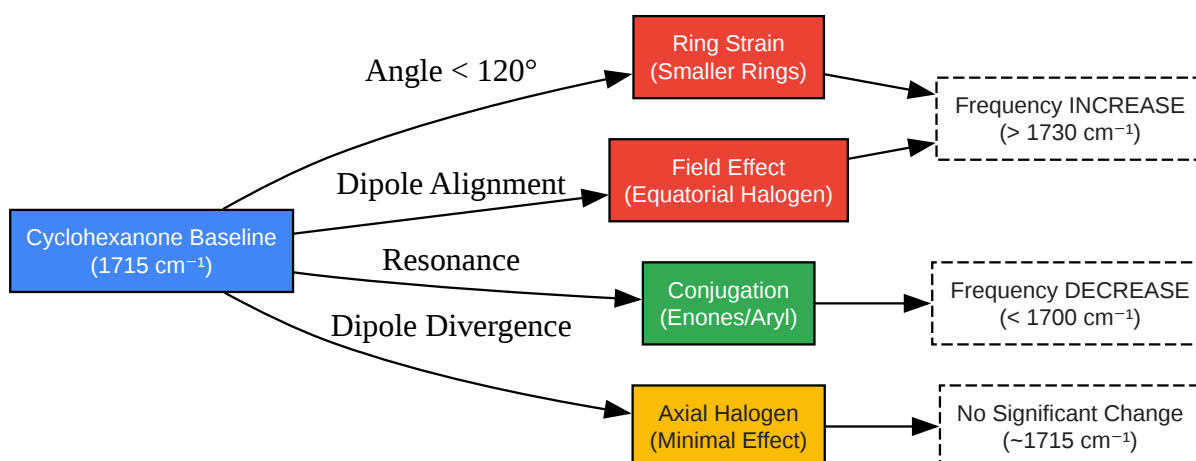 Ring Strain
(Smaller Rings)
Angle < 120°
Frequency INCREASE
(> 1730 cm⁻¹)
Field Effect
(Equatorial Halogen)
Dipole Alignment
Cyclohexanone Baseline
(1715 cm⁻¹)
Resonance
Conjugation
(Enones/Aryl)
Frequency DECREASE
(< 1700 cm⁻¹)
Dipole Divergence
Axial Halogen
(Minimal Effect)
No Significant Change
(~1715 cm⁻¹)